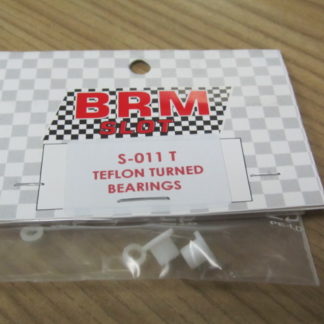 BRM
SLOT
S-011 T
TEFLON TURNED
BEARINGS